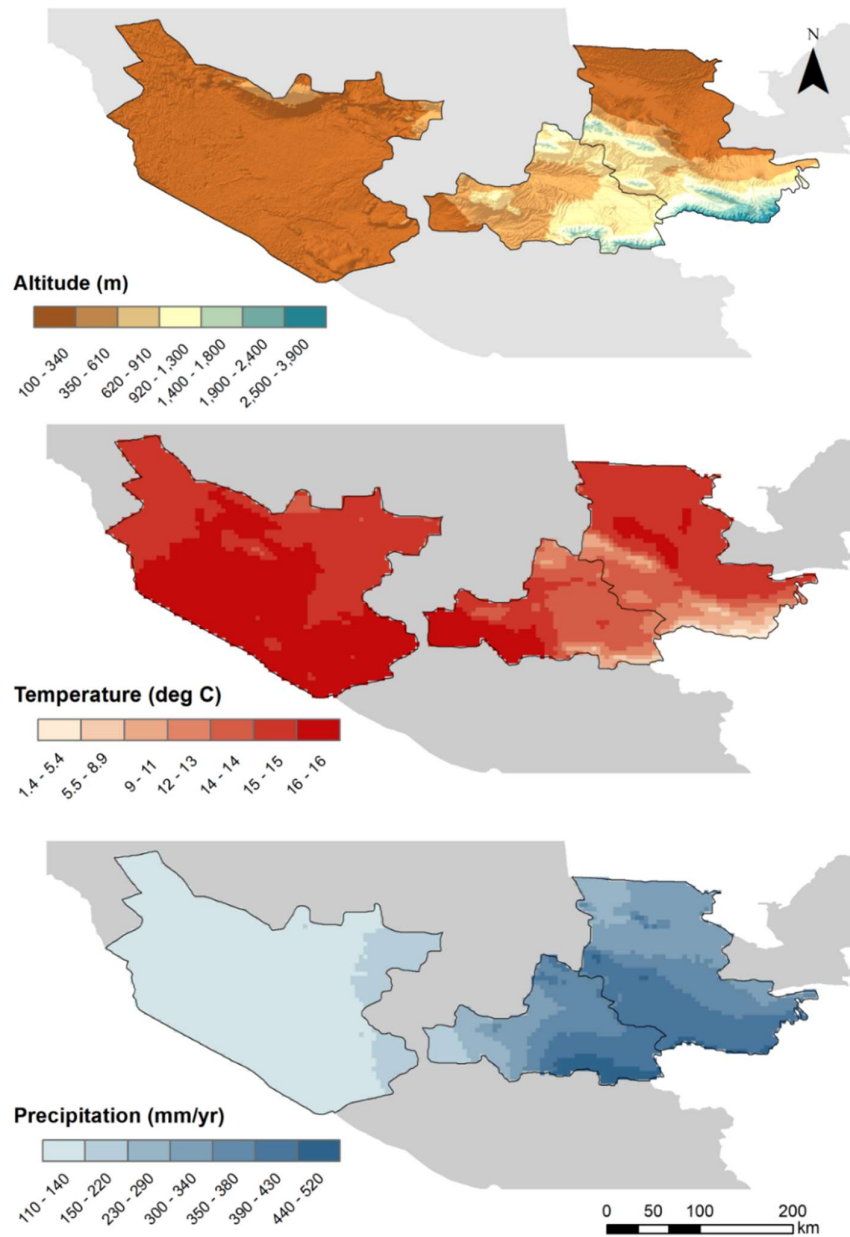 N
Altitude (m)
100 - 340
350 - 610
620 - 910
920 - 1,300
1,400 - 1,800
1,900 - 2,400
2,500 - 3,900
Temperature (deg C)
1.4 - 5.4
5.5 - 8.9
9 - 11
12 - 13
14 - 14
15 - 15
16 - 16
Precipitation (mm/yr)
110 - 140
150 - 220
230 - 290
300 - 340
350 - 380
390 - 430
440 - 520
0 50 100 200
km